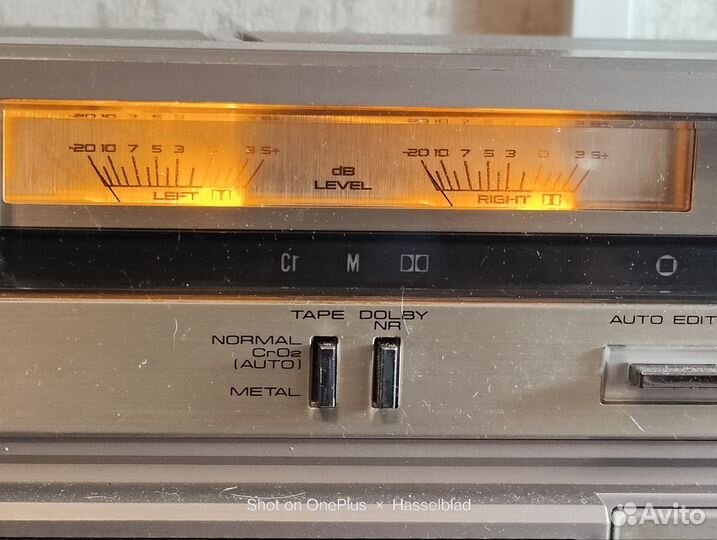 -20 10 7 5 3 0 3 5+
-20 10 7 5 3 0 3 5+
dB
LEVEL
LEFT
RIGHT
Cr M
TAPE DOLBY
NR
AUTO EDIT
NORMAL
CrO2
(AUTO)
METAL
Shot on OnePlus × Hasselblad
Avito